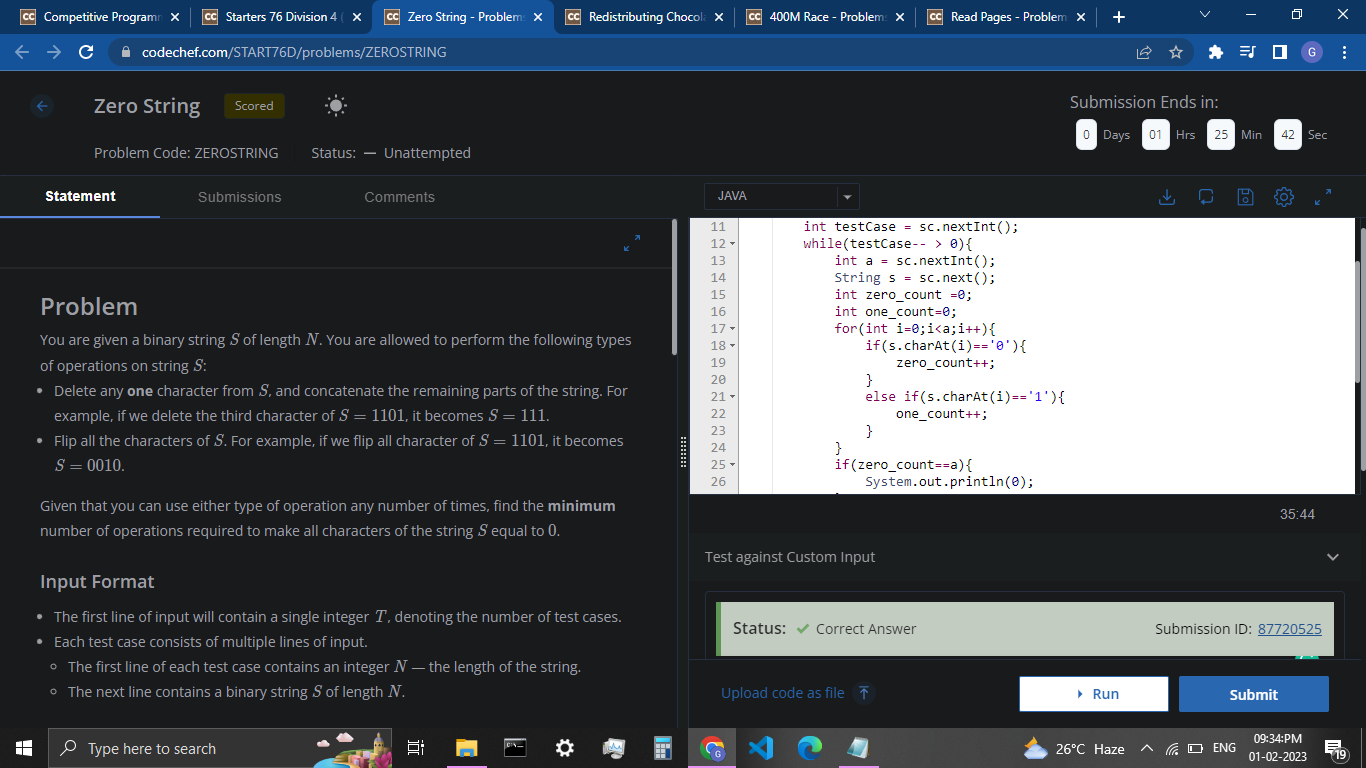 Competitive Programm
Starters 76 Division 4 (
Zero String - Problem
Redistributing Chocola
400M Race - Problem
Read Pages - Problem
codechef.com/START76D/problems/ZEROSTRING
G
Zero String
Scored
Submission Ends in:
0 Days 01 Hrs 25 Min 42 Sec
Problem Code: ZEROSTRING
Status: — Unattempted
Statement
Submissions
Comments
Problem
You are given a binary string S of length N. You are allowed to perform the following types
of operations on string S:
• Delete any one character from S, and concatenate the remaining parts of the string. For
example, if we delete the third character of S = 1101, it becomes S = 111.
• Flip all the characters of S. For example, if we flip all character of S = 1101, it becomes
S = 0010.
Given that you can use either type of operation any number of times, find the minimum
number of operations required to make all characters of the string S equal to 0.
Input Format
• The first line of input will contain a single integer T, denoting the number of test cases.
• Each test case consists of multiple lines of input.
◦ The first line of each test case contains an integer N — the length of the string.
◦ The next line contains a binary string S of length N.
JAVA
11 int testCase = sc.nextInt();
12 while(testCase-- > 0){
13 int a = sc.nextInt();
14 String s = sc.next();
15 int zero_count =0;
16 int one_count=0;
17 for(int i=0;i<a;i++){
18 if(s.charAt(i)=='0'){
19 zero_count++;
20 }
21 else if(s.charAt(i)=='1'){
22 one_count++;
23 }
24 }
25 if(zero_count==a){
26 System.out.println(0);
35:44
Test against Custom Input
Status: ✔ Correct Answer
Submission ID: 87720525
Upload code as file
Run
Submit
Type here to search
26°C Haze
ENG
09:34:PM
01-02-2023
19